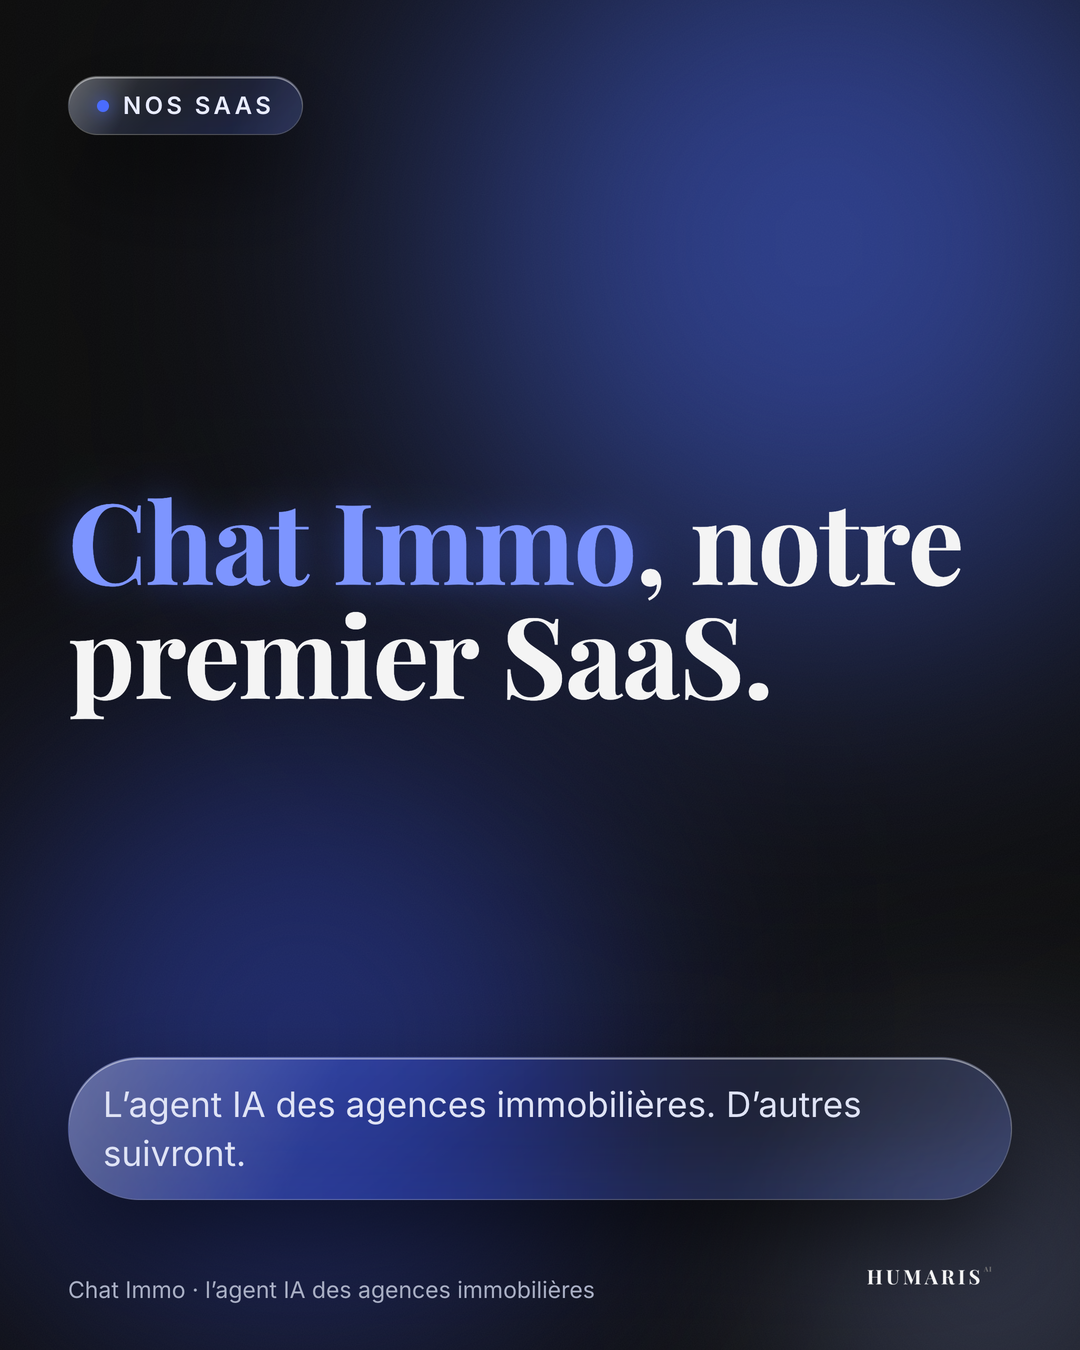 NOS SAAS
Chat Immo, notre
premier SaaS.
L’agent IA des agences immobilières. D’autres
suivront.
Chat Immo · l’agent IA des agences immobilières
HUMARIS AI